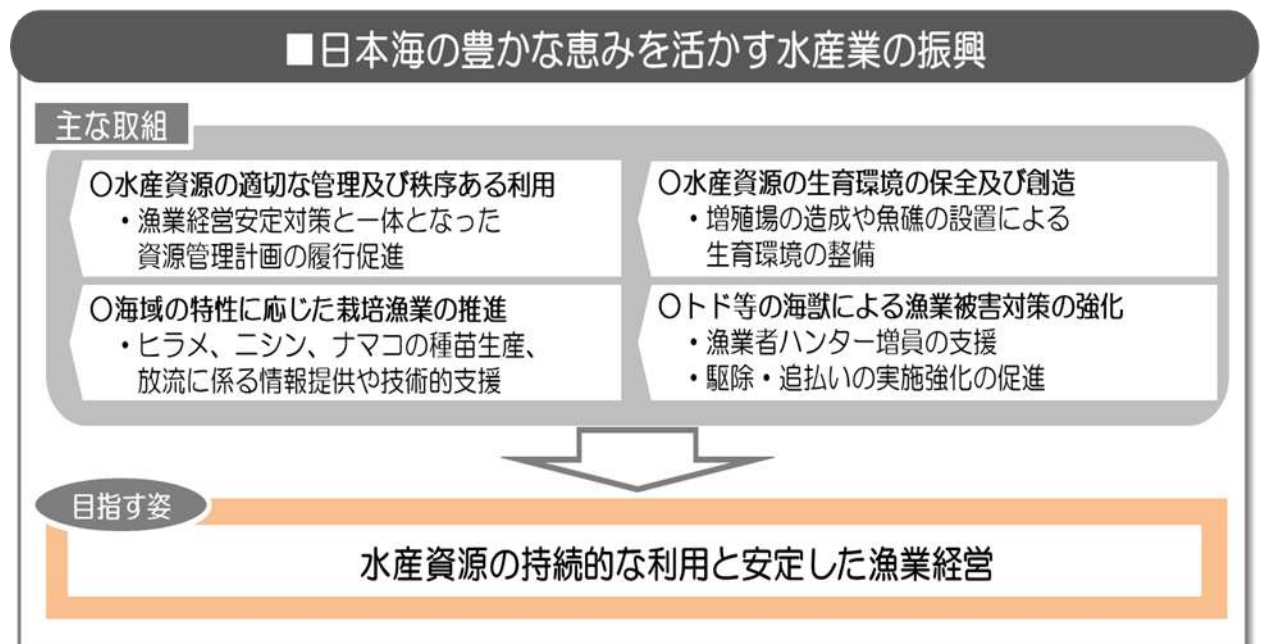 ■日本海の豊かな恵みを活かす水産業の振興
主な取組
〇水産資源の適切な管理及び秩序ある利用
・漁業経営安定対策と一体となった
資源管理計画の履行促進
〇海域の特性に応じた栽培漁業の推進
・ヒラメ、ニシン、ナマコの種苗生産、
放流に係る情報提供や技術的支援
〇水産資源の生育環境の保全及び創造
・増殖場の造成や魚礁の設置による
生育環境の整備
〇トド等の海獣による漁業被害対策の強化
・漁業者ハンター増員の支援
・駆除・追払いの実施強化の促進
目指す姿
水産資源の持続的な利用と安定した漁業経営